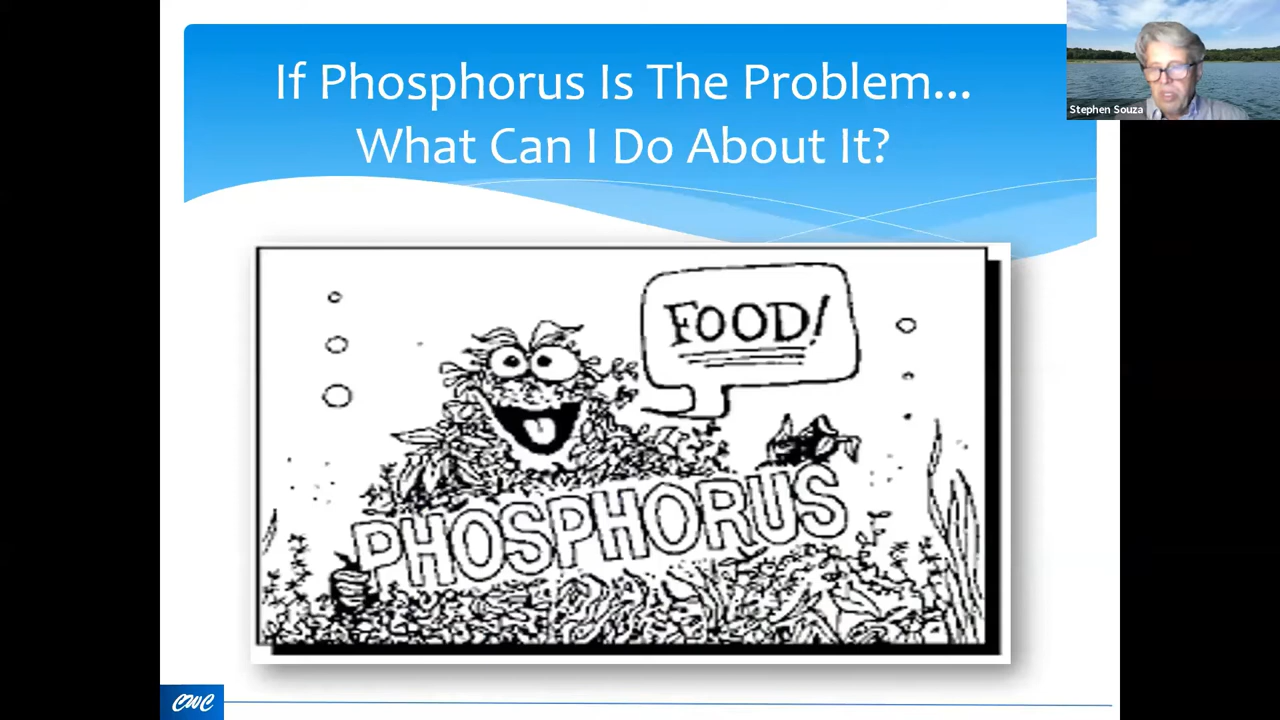 If Phosphorus Is The Problem...
What Can I Do About It?
Stephen Souza
FOOD!
PHOSPHORUS
CWC